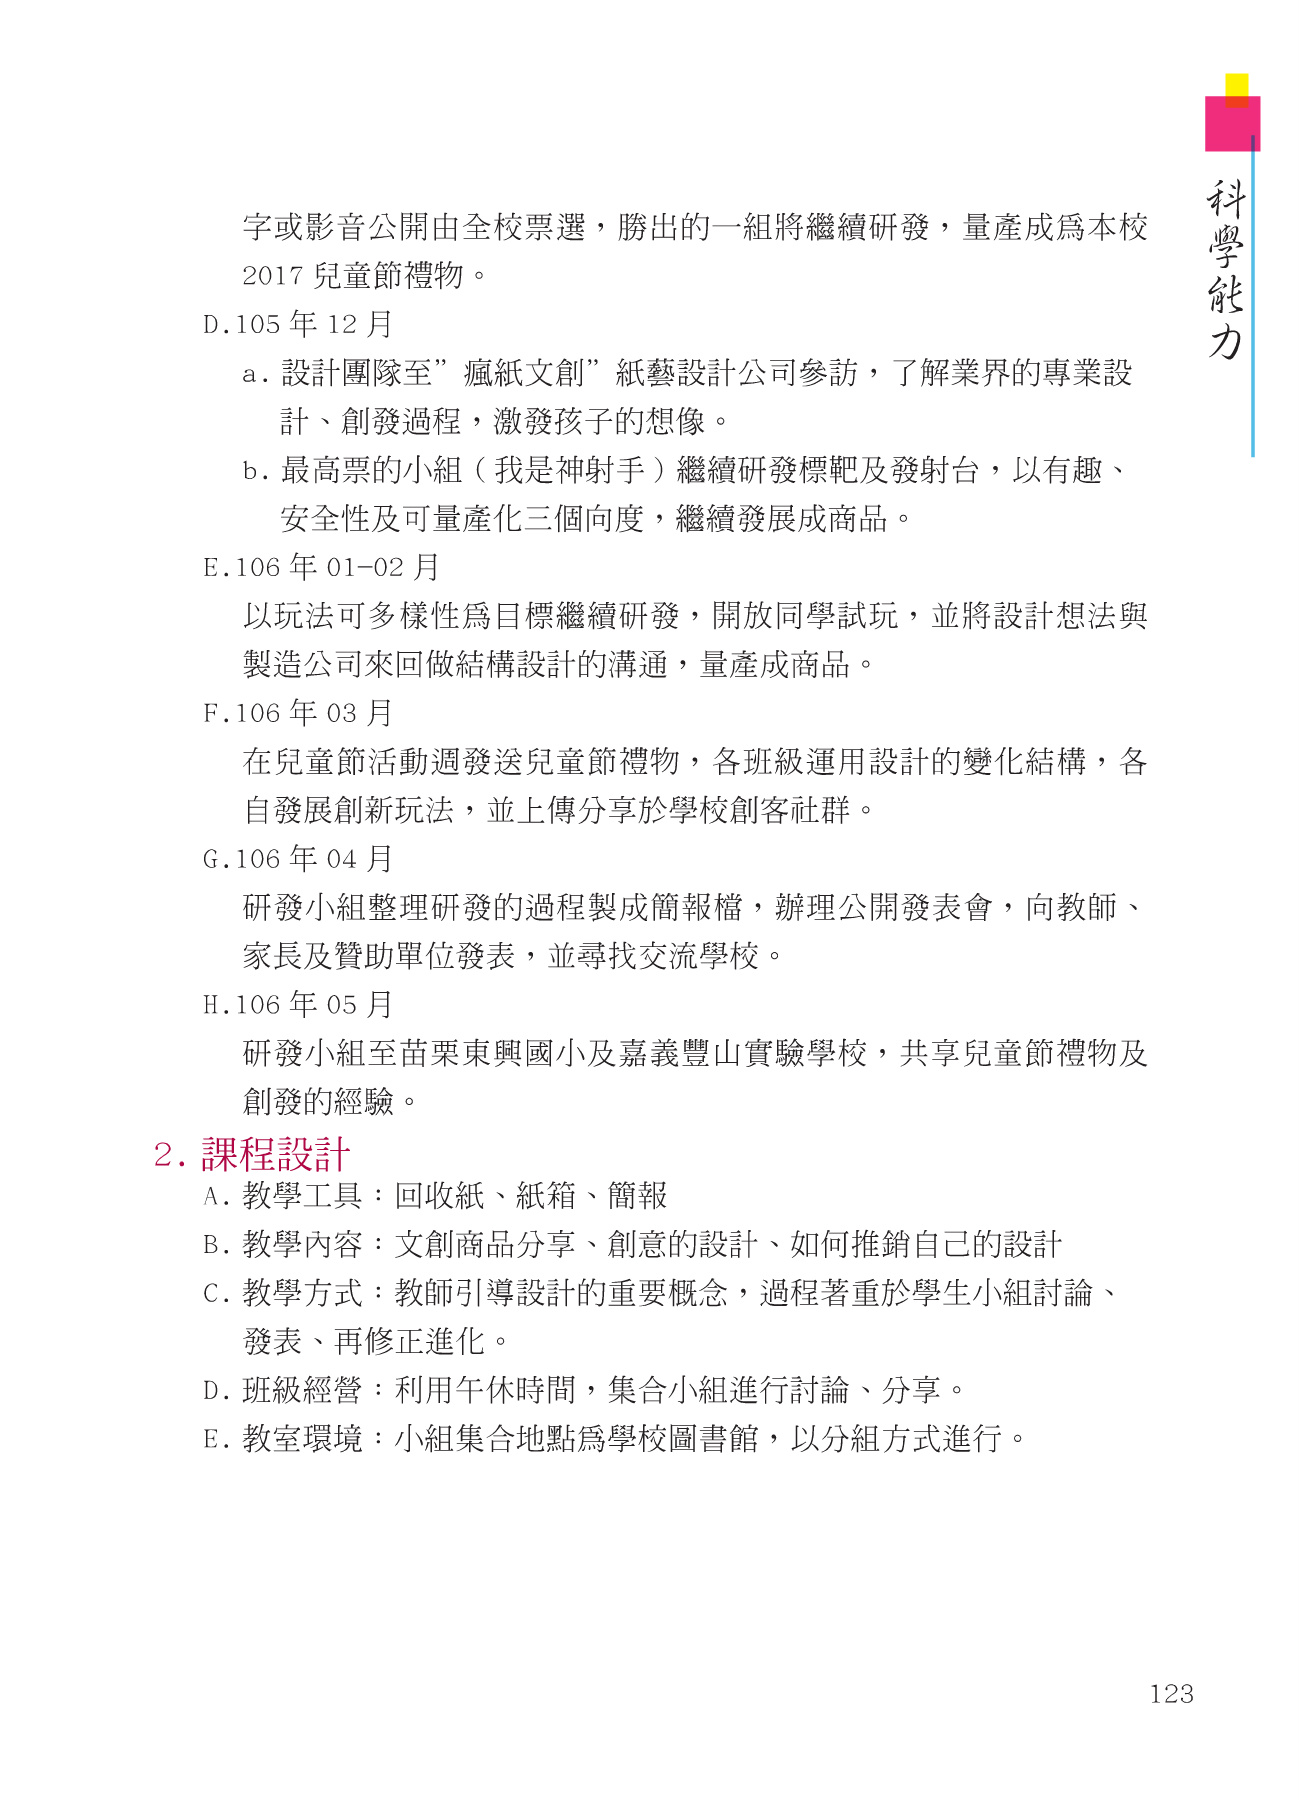 科學能力
字或影音公開由全校票選，勝出的一組將繼續研發，量產成為本校
2017 兒童節禮物。
D.105 年 12 月
a. 設計團隊至”瘋紙文創”紙藝設計公司參訪，了解業界的專業設
計、創發過程，激發孩子的想像。
b. 最高票的小組（我是神射手）繼續研發標靶及發射台，以有趣、
安全性及可量產化三個向度，繼續發展成商品。
E.106 年 01-02 月
以玩法可多樣性為目標繼續研發，開放同學試玩，並將設計想法與
製造公司來回做結構設計的溝通，量產成商品。
F.106 年 03 月
在兒童節活動週發送兒童節禮物，各班級運用設計的變化結構，各
自發展創新玩法，並上傳分享於學校創客社群。
G.106 年 04 月
研發小組整理研發的過程製成簡報檔，辦理公開發表會，向教師、
家長及贊助單位發表，並尋找交流學校。
H.106 年 05 月
研發小組至苗栗東興國小及嘉義豐山實驗學校，共享兒童節禮物及
創發的經驗。
2. 課程設計
A. 教學工具：回收紙、紙箱、簡報
B. 教學內容：文創商品分享、創意的設計、如何推銷自己的設計
C. 教學方式：教師引導設計的重要概念，過程著重於學生小組討論、
發表、再修正進化。
D. 班級經營：利用午休時間，集合小組進行討論、分享。
E. 教室環境：小組集合地點為學校圖書館，以分組方式進行。
123